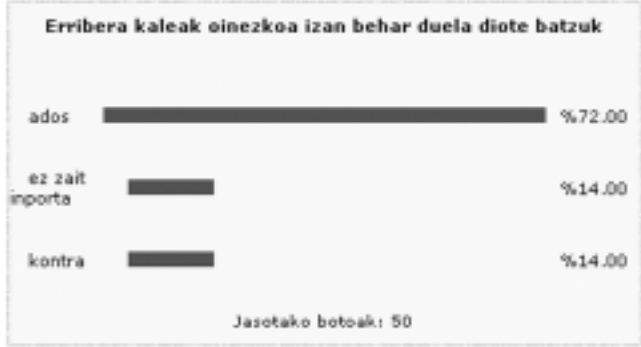 Erribera kaleak oinezkoa izan behar duela diote batzuk
ados %72.00
ez zait
inporta %14.00
kontra %14.00
Jasotako botoak: 50